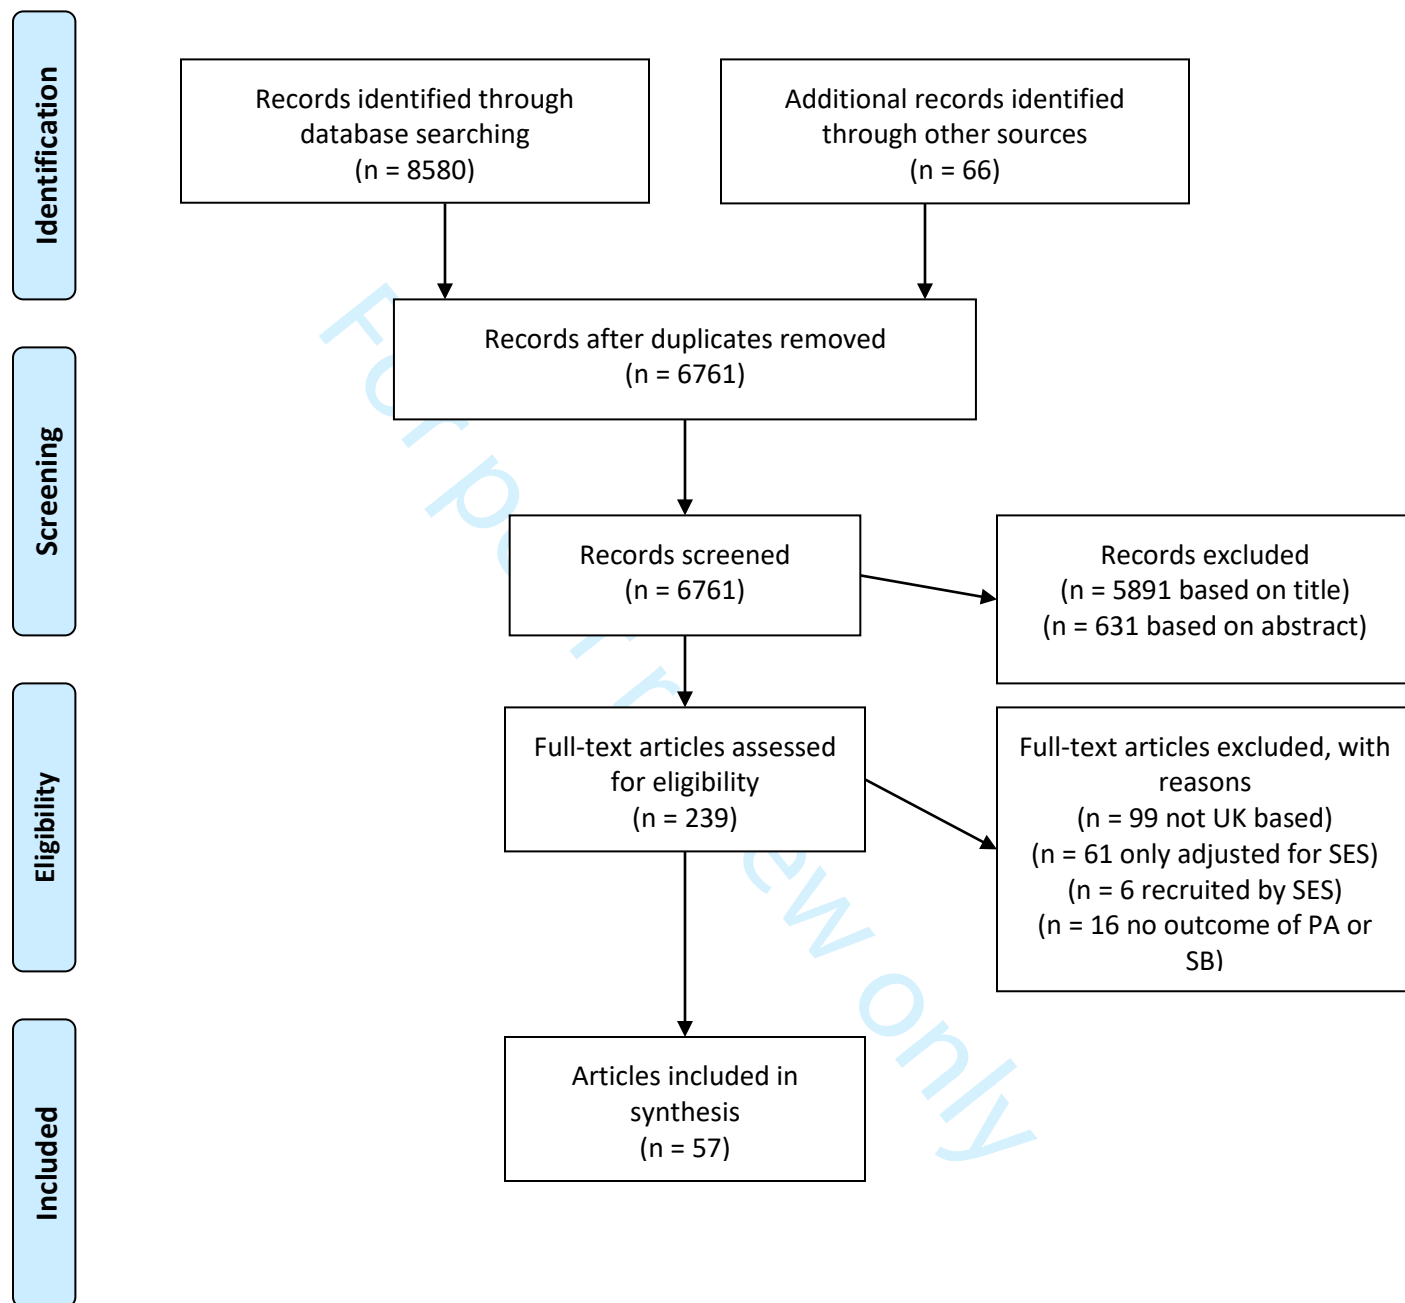 Identification
Records identified through
database searching
(n = 8580)
Additional records identified
through other sources
(n = 66)
Records after duplicates removed
(n = 6761)
Screening
Records screened
(n = 6761)
Records excluded
(n = 5891 based on title)
(n = 631 based on abstract)
Eligibility
Full-text articles assessed
for eligibility
(n = 239)
Full-text articles excluded, with
reasons
(n = 99 not UK based)
(n = 61 only adjusted for SES)
(n = 6 recruited by SES)
(n = 16 no outcome of PA or
SB)
Included
Articles included in
synthesis
(n = 57)
For peer review only